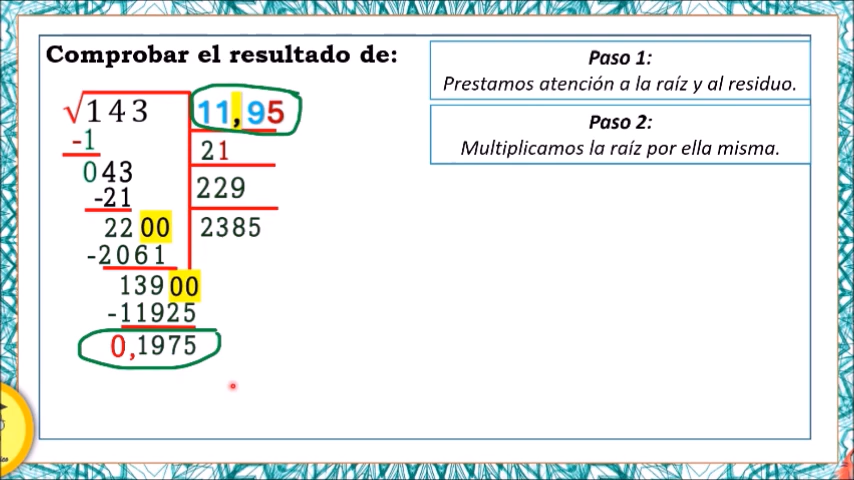 Comprobar el resultado de:
√143 11,95
-1 21
043 229
-21
2200 2385
-2061
13900
-11925
0,1975
Paso 1:
Prestamos atención a la raíz y al residuo.
Paso 2:
Multiplicamos la raíz por ella misma.